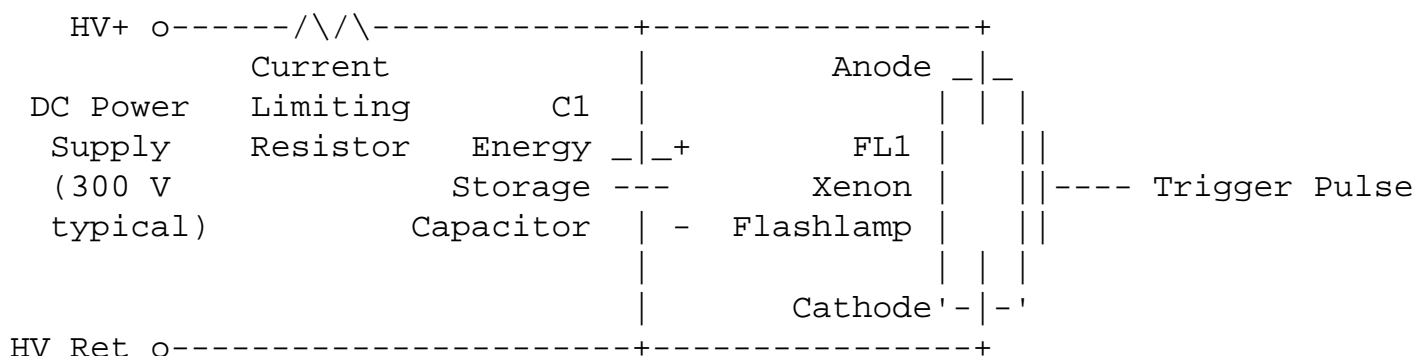 HV+ o------/\/\-------------+----------------+
Current | Anode _|_
DC Power Limiting C1 | | | |
Supply Resistor Energy _|_+ FL1 | ||
(300 V Storage --- Xenon | ||---- Trigger Pulse
typical) Capacitor | - Flashlamp | ||
| | | |
| Cathode'-|-'
HV Ret o-----------------------+----------------+